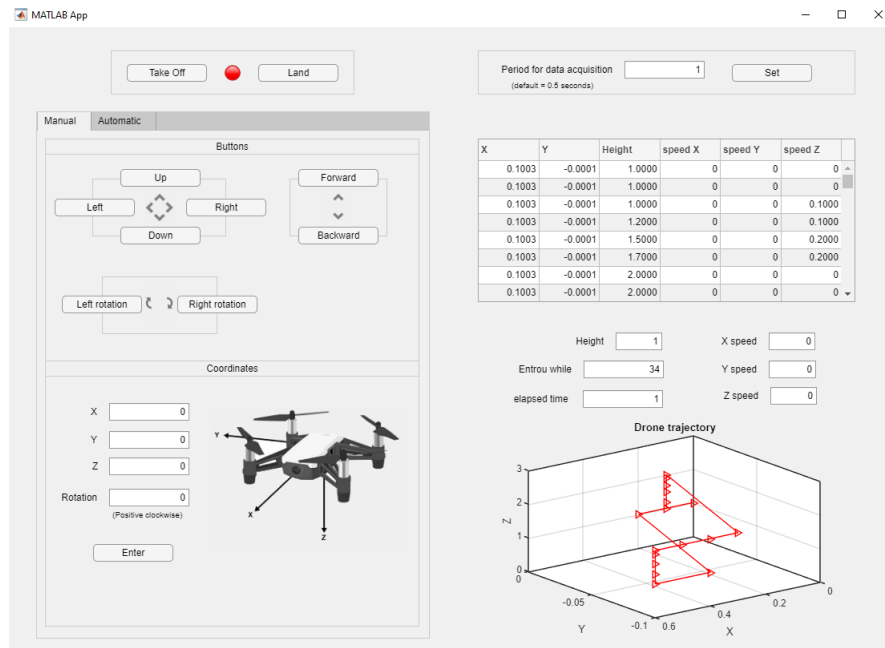 MATLAB App
Take Off
Land
Period for data acquisition
1
Set
(default = 0.5 seconds)
Manual
Automatic
Buttons
Up
Left
Right
Down
Forward
Backward
Left rotation
Right rotation
Coordinates
X
0
Y
0
Z
0
Rotation
0
(Positive clockwise)
Enter
Y
X
Z
X Y Height speed X speed Y speed Z
0.1003 -0.0001 1.0000 0 0 0
0.1003 -0.0001 1.0000 0 0 0
0.1003 -0.0001 1.0000 0 0 0.1000
0.1003 -0.0001 1.2000 0 0 0.1000
0.1003 -0.0001 1.5000 0 0 0.2000
0.1003 -0.0001 1.7000 0 0 0.2000
0.1003 -0.0001 2.0000 0 0 0
0.1003 -0.0001 2.0000 0 0 0
Height 1
X speed 0
Entrou while 34
Y speed 0
elapsed time 1
Z speed 0
Drone trajectory
3
2
Z
1
0
0
-0.05
-0.1
Y
0.6
0.4
0.2
0
X